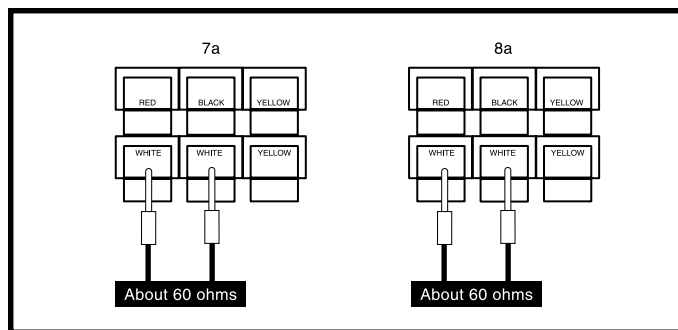 7a
RED BLACK YELLOW
WHITE WHITE YELLOW
About 60 ohms
8a
RED BLACK YELLOW
WHITE WHITE YELLOW
About 60 ohms